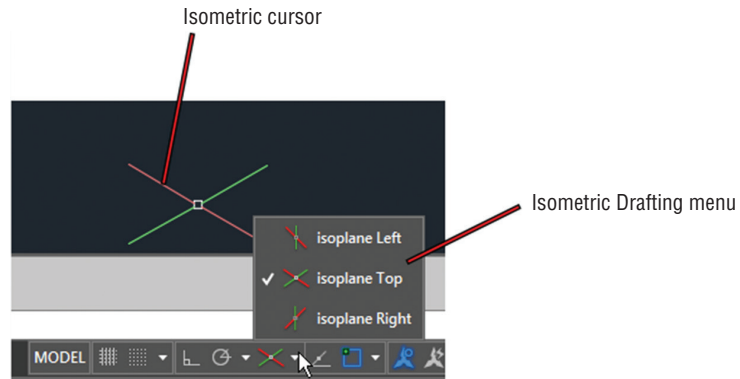 Isometric cursor
Isometric Drafting menu
isoplane Left
isoplane Top
isoplane Right
MODEL